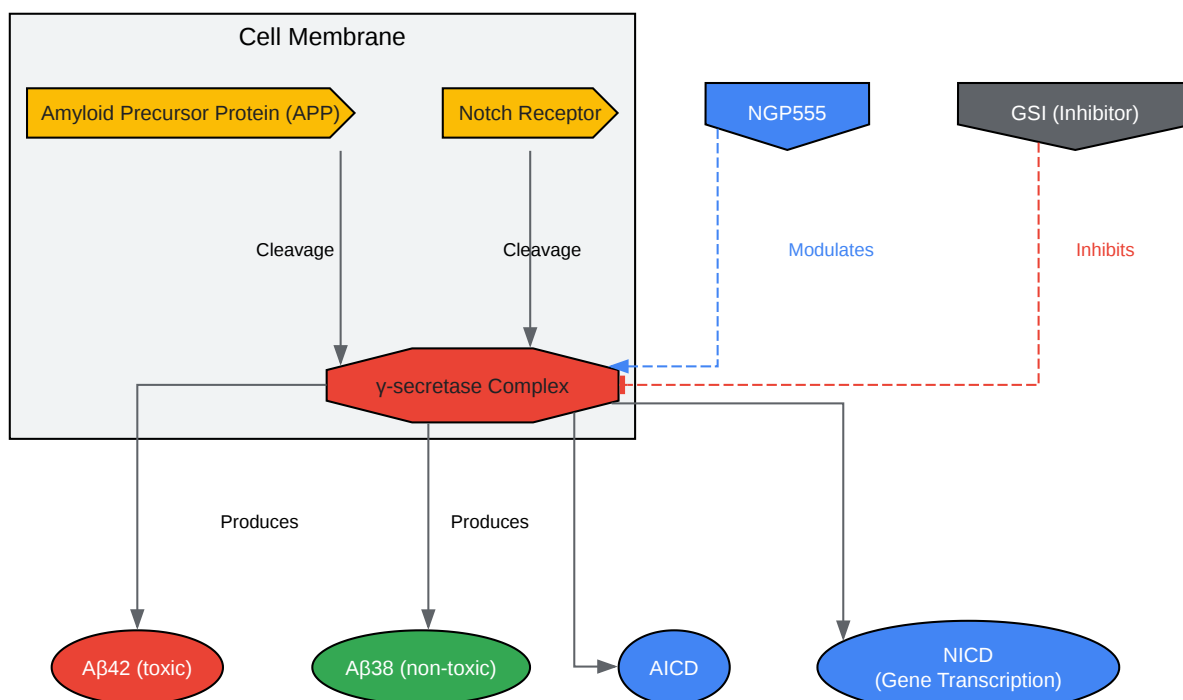 Cell Membrane
Amyloid Precursor Protein (APP)
Notch Receptor
NGP555
GSI (Inhibitor)
Cleavage
Cleavage
Modulates
Inhibits
γ-secretase Complex
Produces
Produces
Aβ42 (toxic)
Aβ38 (non-toxic)
AICD
NICD
(Gene Transcription)